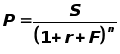 P = S / (1+r+F)^n